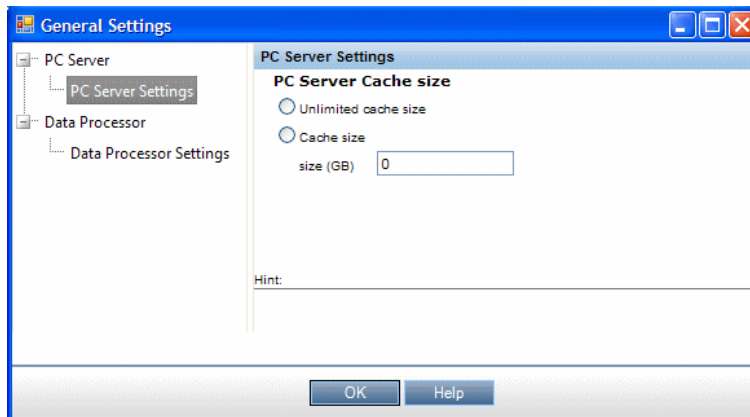 General Settings
PC Server
PC Server Settings
Data Processor
Data Processor Settings
PC Server Settings
PC Server Cache size
Unlimited cache size
Cache size
size (GB) 0
Hint:
OK Help